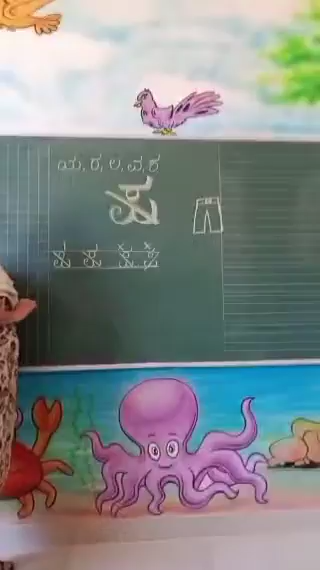 ಯ, ರ, ಲ, ವ, ಶ
ಷ
ಷ ಷ ಷ ಷ